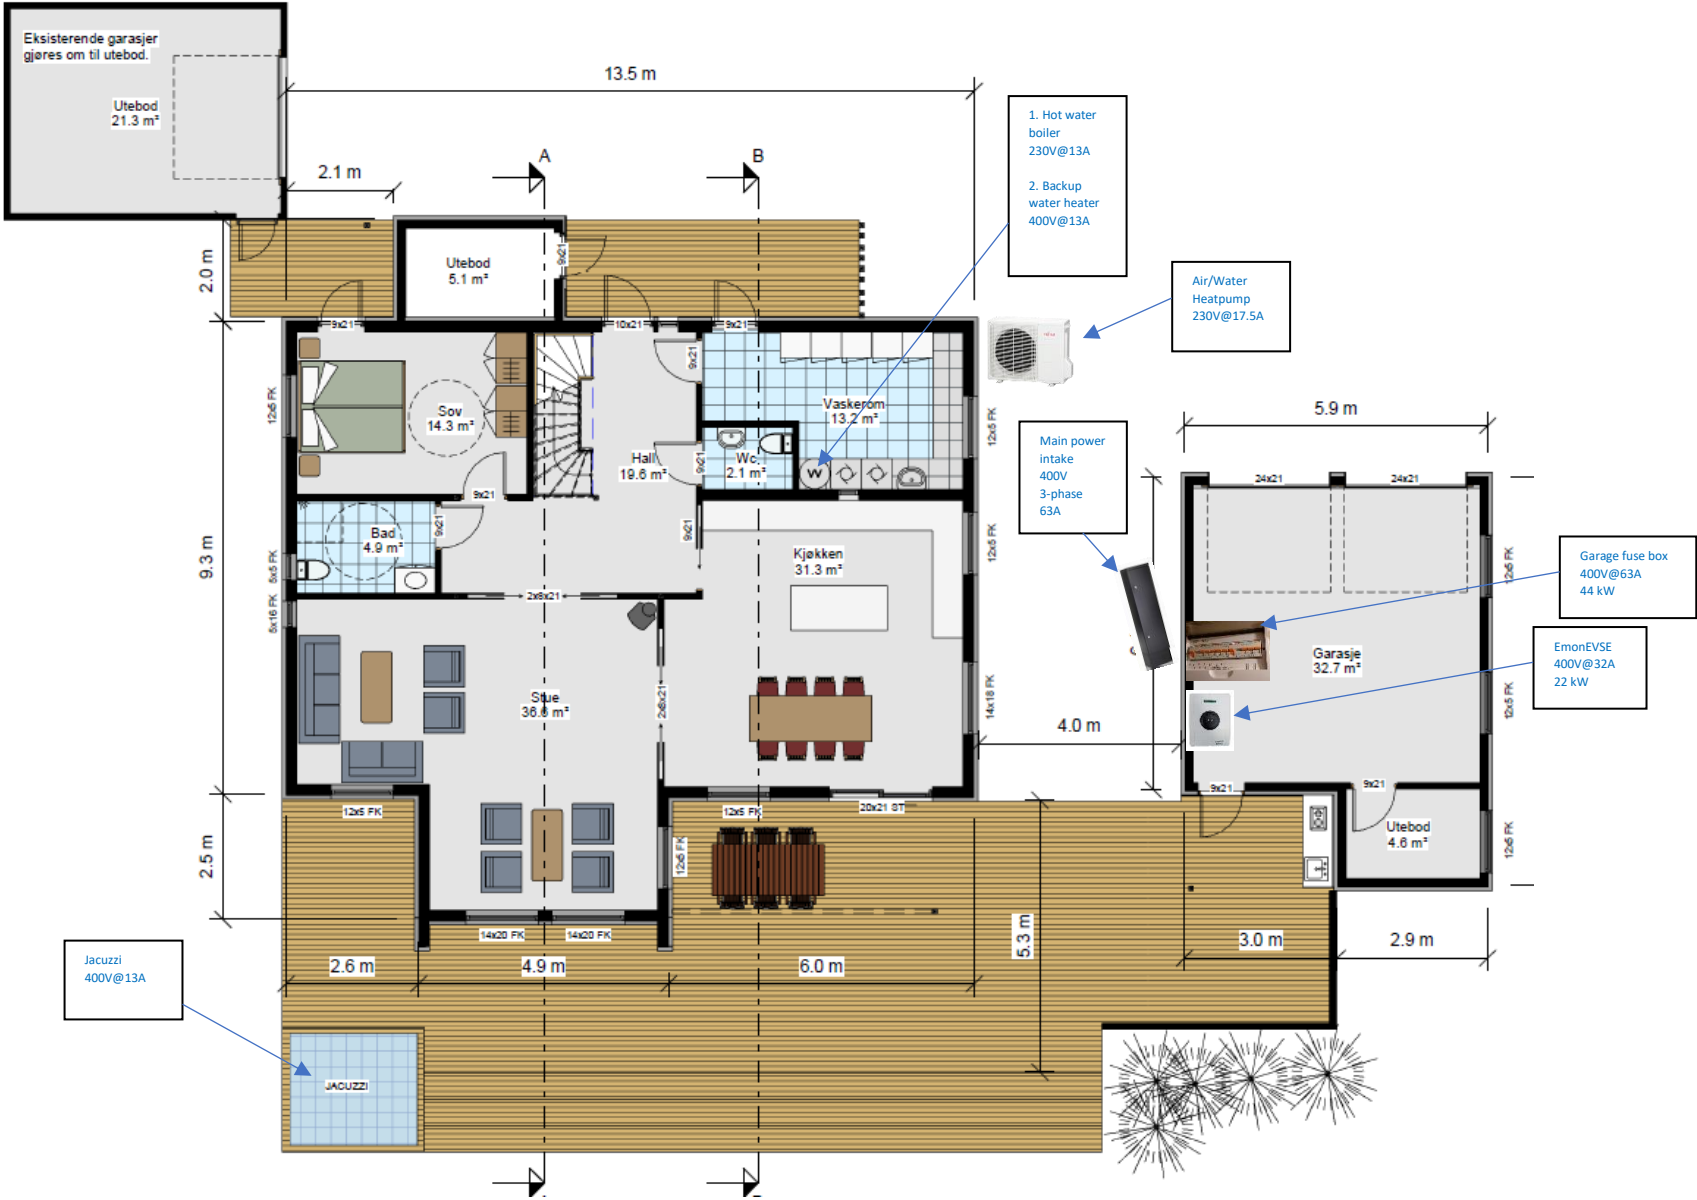 Eksisterende garasjer
gjøres om til utebod.
Utebod
21.3 m²
13.5 m
2.1 m
A
B
1. Hot water
boiler
230V@13A
2. Backup
water heater
400V@13A
Air/Water
Heatpump
230V@17.5A
2.0 m
Utebod
5.1 m²
9x21
9x21
10x21
9x21
9x21
12x5 FK
Sov
14.3 m²
Vaskerom
13.2 m²
12x5 FK
5.9 m
Main power
intake
400V
3-phase
63A
Hall
19.6 m²
9x21
Wc
2.1 m²
W
9x21
24x21
24x21
9.3 m
Bad
4.9 m²
9x21
9x21
5x5 FK
5x16 FK
2x8x21
Kjøkken
31.3 m²
12x5 FK
12x5 FK
Garage fuse box
400V@63A
44 kW
Garasje
32.7 m²
EmonEVSE
400V@32A
22 kW
Stue
36.6 m²
2x8x21
14x18 FK
12x5 FK
4.0 m
9x21
9x21
12x5 FK
12x5 FK
20x21 ST
2.5 m
12x5 FK
Utebod
4.6 m²
12x5 FK
14x20 FK
14x20 FK
5.3 m
3.0 m
2.9 m
Jacuzzi
400V@13A
2.6 m
4.9 m
6.0 m
JACUZZI